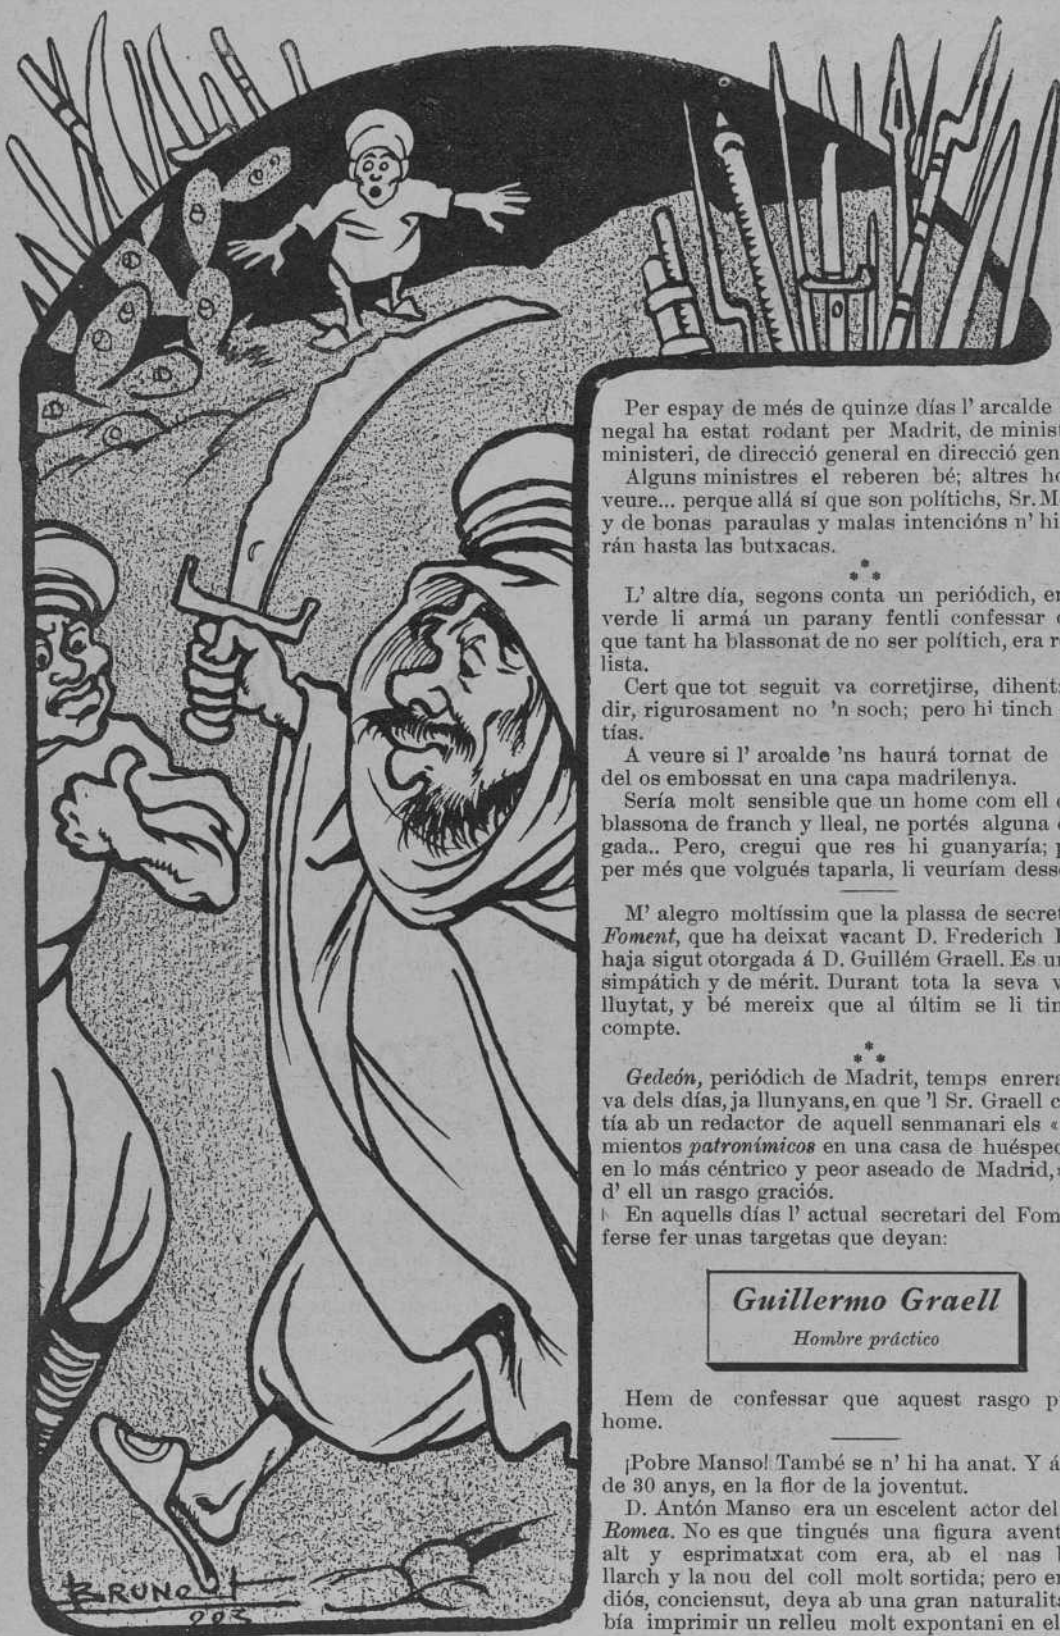 Per espay de més de quinze días l' arcalde
negal ha estat rodant per Madrit, de minist
ministeri, de direcció general en direcció gen
Alguns ministres el reberen bé; altres
veure... perque allá sí que son polítichs, Sr. M
y de bonas paraulas y malas intencións n' hi
rán hasta las butxacas.
* * *
L' altre día, segons conta un periódich,
verde li armá un parany fentli confessar
que tant ha blassonat de no ser polítich, era
lista.
Cert que tot seguit va corretjirse, dihent
dir, rigurosament no 'n soch; pero hi tinch
tías.
A veure si l' arcalde 'ns haurá tornat de
del os embossat en una capa madrilenya.
Sería molt sensible que un home com ell
blassona de franch y lleal, ne portés alguna
gada.. Pero, cregui que res hi guanyaría;
per més que volgués taparla, li veuríam dess
M' alegro moltíssim que la plassa de secret
Foment, que ha deixat vacant D. Frederich
haja sigut otorgada á D. Guillém Graell. Es un
simpátich y de mérit. Durant tota la seva
lluytat, y bé mereix que al últim se li tin
compte.
* * *
Gedeón, periódich de Madrit, temps enrera
va dels días, ja llunyans, en que 'l Sr. Graell
tía ab un redactor de aquell senmanari els «
mientos patronímicos en una casa de huéspe
en lo más céntrico y peor aseado de Madrid,
d' ell un rasgo graciós.
En aquells días l' actual secretari del Fom
ferse fer unas targetas que deyan:
Guillermo Graell
Hombre práctico
Hem de confessar que aquest rasgo
home.
¡Pobre Manso! També se n' hi ha anat. Y
de 30 anys, en la flor de la joventut.
D. Antón Manso era un escelent actor del
Romea. No es que tingués una figura avent
alt y esprimatxat com era, ab el nas
llarch y la nou del coll molt sortida; pero
diós, conciensut, deya ab una gran naturalit
bía imprimir un relleu molt expontani en
BRUNET
903